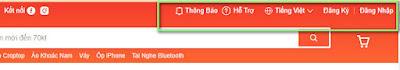 Kết nối Thông Báo Hỗ Trợ Tiếng Việt Đăng Ký Đăng Nhập
mới đến 70k!
Croptop Áo Khoác Nam Váy Ốp iPhone Tai Nghe Bluetooth